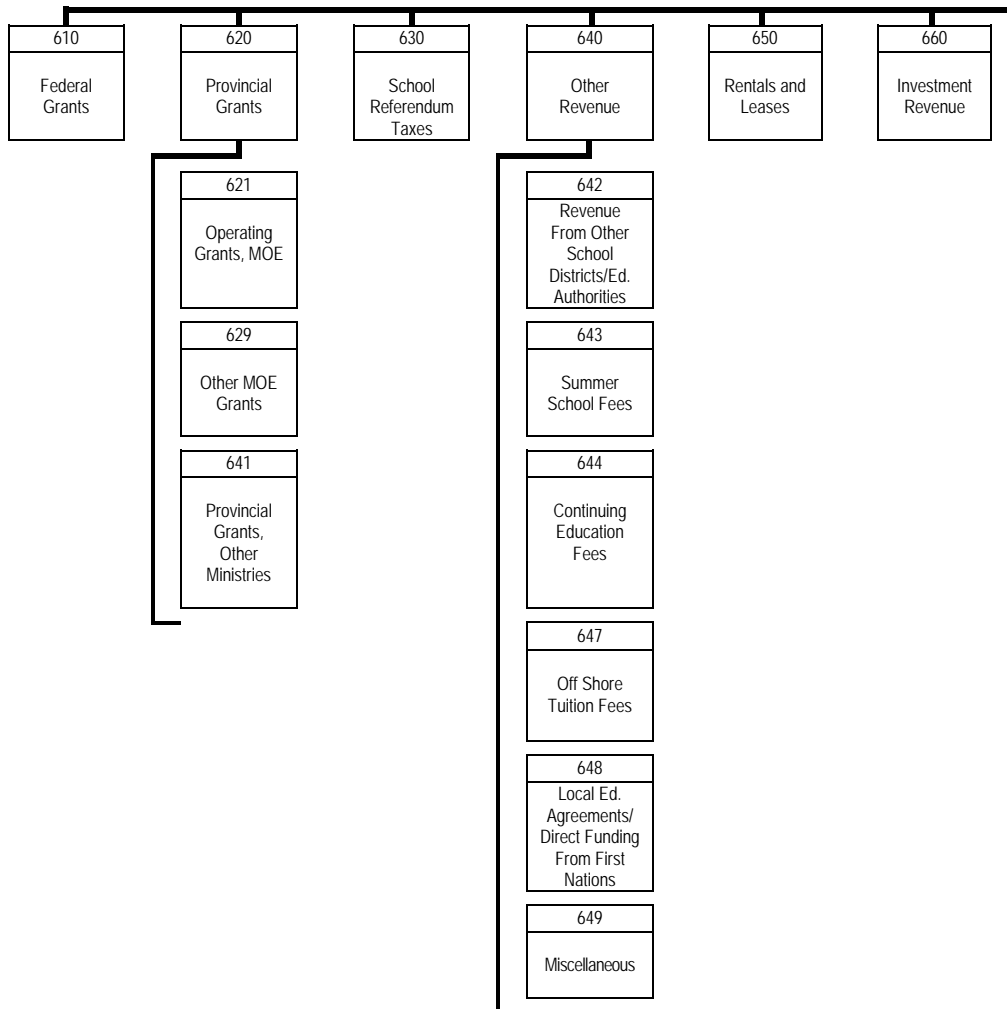 610
Federal
Grants
620
Provincial
Grants
630
School
Referendum
Taxes
640
Other
Revenue
650
Rentals and
Leases
660
Investment
Revenue
621
Operating
Grants, MOE
629
Other MOE
Grants
641
Provincial
Grants,
Other
Ministries
642
Revenue
From Other
School
Districts/Ed.
Authorities
643
Summer
School Fees
644
Continuing
Education
Fees
647
Off Shore
Tuition Fees
648
Local Ed.
Agreements/
Direct Funding
From First
Nations
649
Miscellaneous